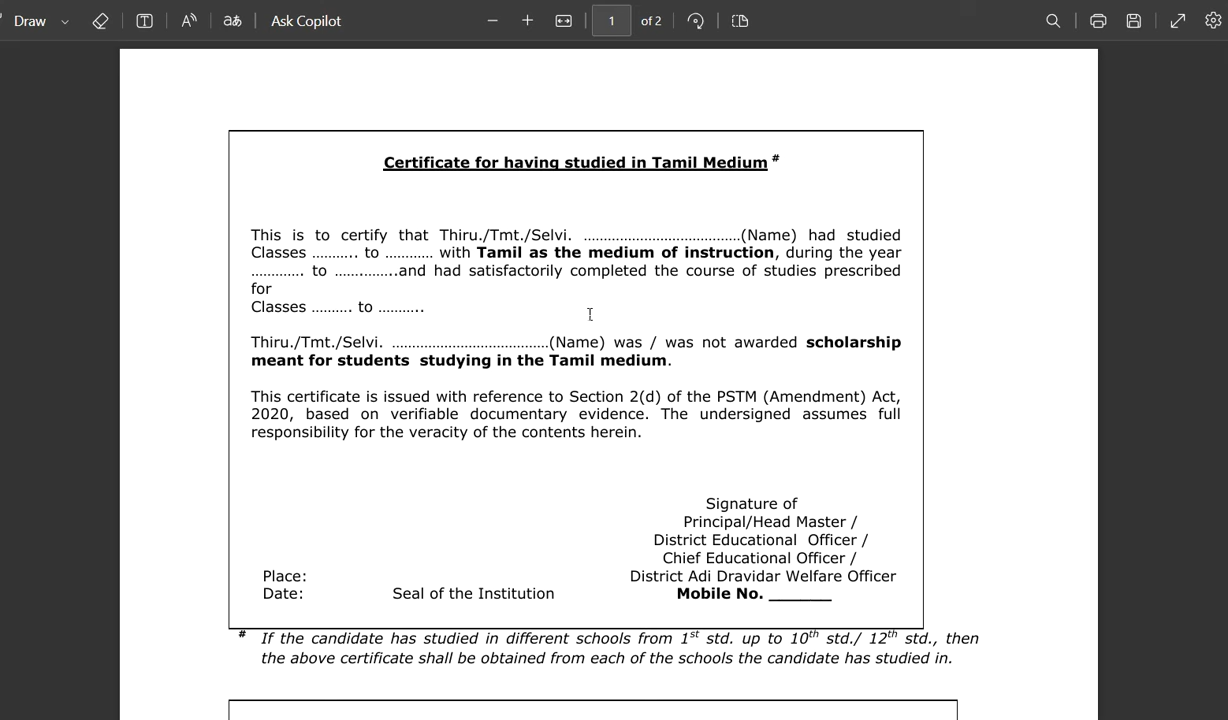 Draw
aあ
Ask Copilot
1 of 2
Certificate for having studied in Tamil Medium #
This is to certify that Thiru./Tmt./Selvi. …………………………………(Name) had studied
Classes ……….. to ………… with Tamil as the medium of instruction, during the year
…………. to …………….and had satisfactorily completed the course of studies prescribed
for
Classes ………. to ………..
Thiru./Tmt./Selvi. …………………………………(Name) was / was not awarded scholarship
meant for students studying in the Tamil medium.
This certificate is issued with reference to Section 2(d) of the PSTM (Amendment) Act,
2020, based on verifiable documentary evidence. The undersigned assumes full
responsibility for the veracity of the contents herein.
Signature of
Principal/Head Master /
District Educational Officer /
Chief Educational Officer /
Place: District Adi Dravidar Welfare Officer
Date: Seal of the Institution Mobile No. _______
# If the candidate has studied in different schools from 1st std. up to 10th std./ 12th std., then
the above certificate shall be obtained from each of the schools the candidate has studied in.